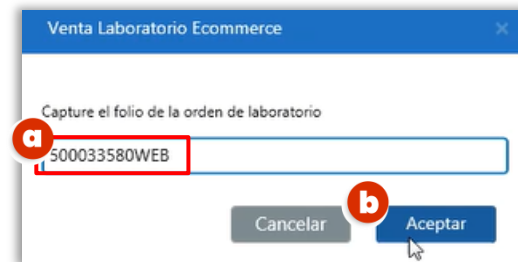 Venta Laboratorio Ecommerce ×
Capture el folio de la orden de laboratorio
a
500033580WEB
b
Cancelar Aceptar